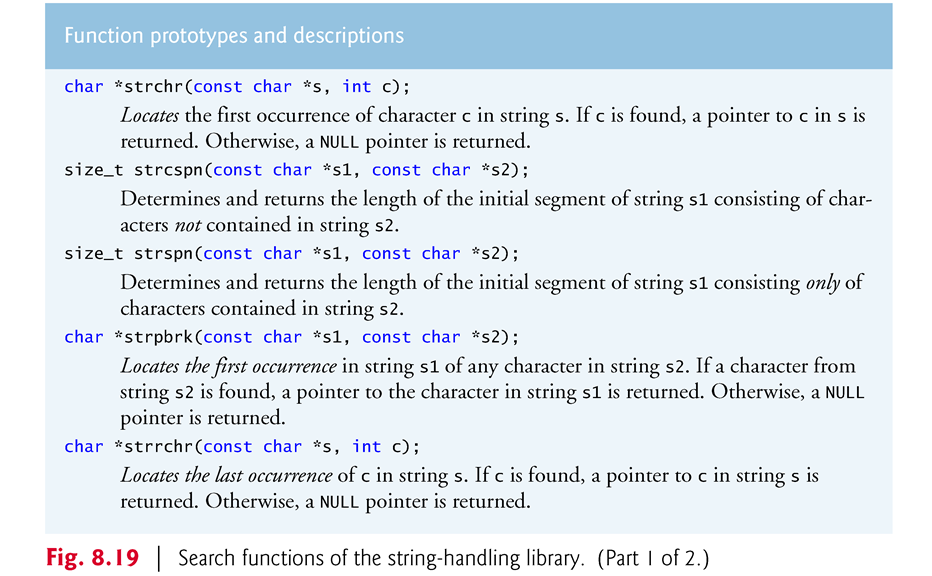 Function prototypes and descriptions
char *strchr(const char *s, int c);
Locates the first occurrence of character c in string s. If c is found, a pointer to c in s is
returned. Otherwise, a NULL pointer is returned.
size_t strcspn(const char *s1, const char *s2);
Determines and returns the length of the initial segment of string s1 consisting of char-
acters not contained in string s2.
size_t strspn(const char *s1, const char *s2);
Determines and returns the length of the initial segment of string s1 consisting only of
characters contained in string s2.
char *strpbrk(const char *s1, const char *s2);
Locates the first occurrence in string s1 of any character in string s2. If a character from
string s2 is found, a pointer to the character in string s1 is returned. Otherwise, a NULL
pointer is returned.
char *strrchr(const char *s, int c);
Locates the last occurrence of c in string s. If c is found, a pointer to c in string s is
returned. Otherwise, a NULL pointer is returned.
Fig. 8.19 | Search functions of the string-handling library. (Part 1 of 2.)